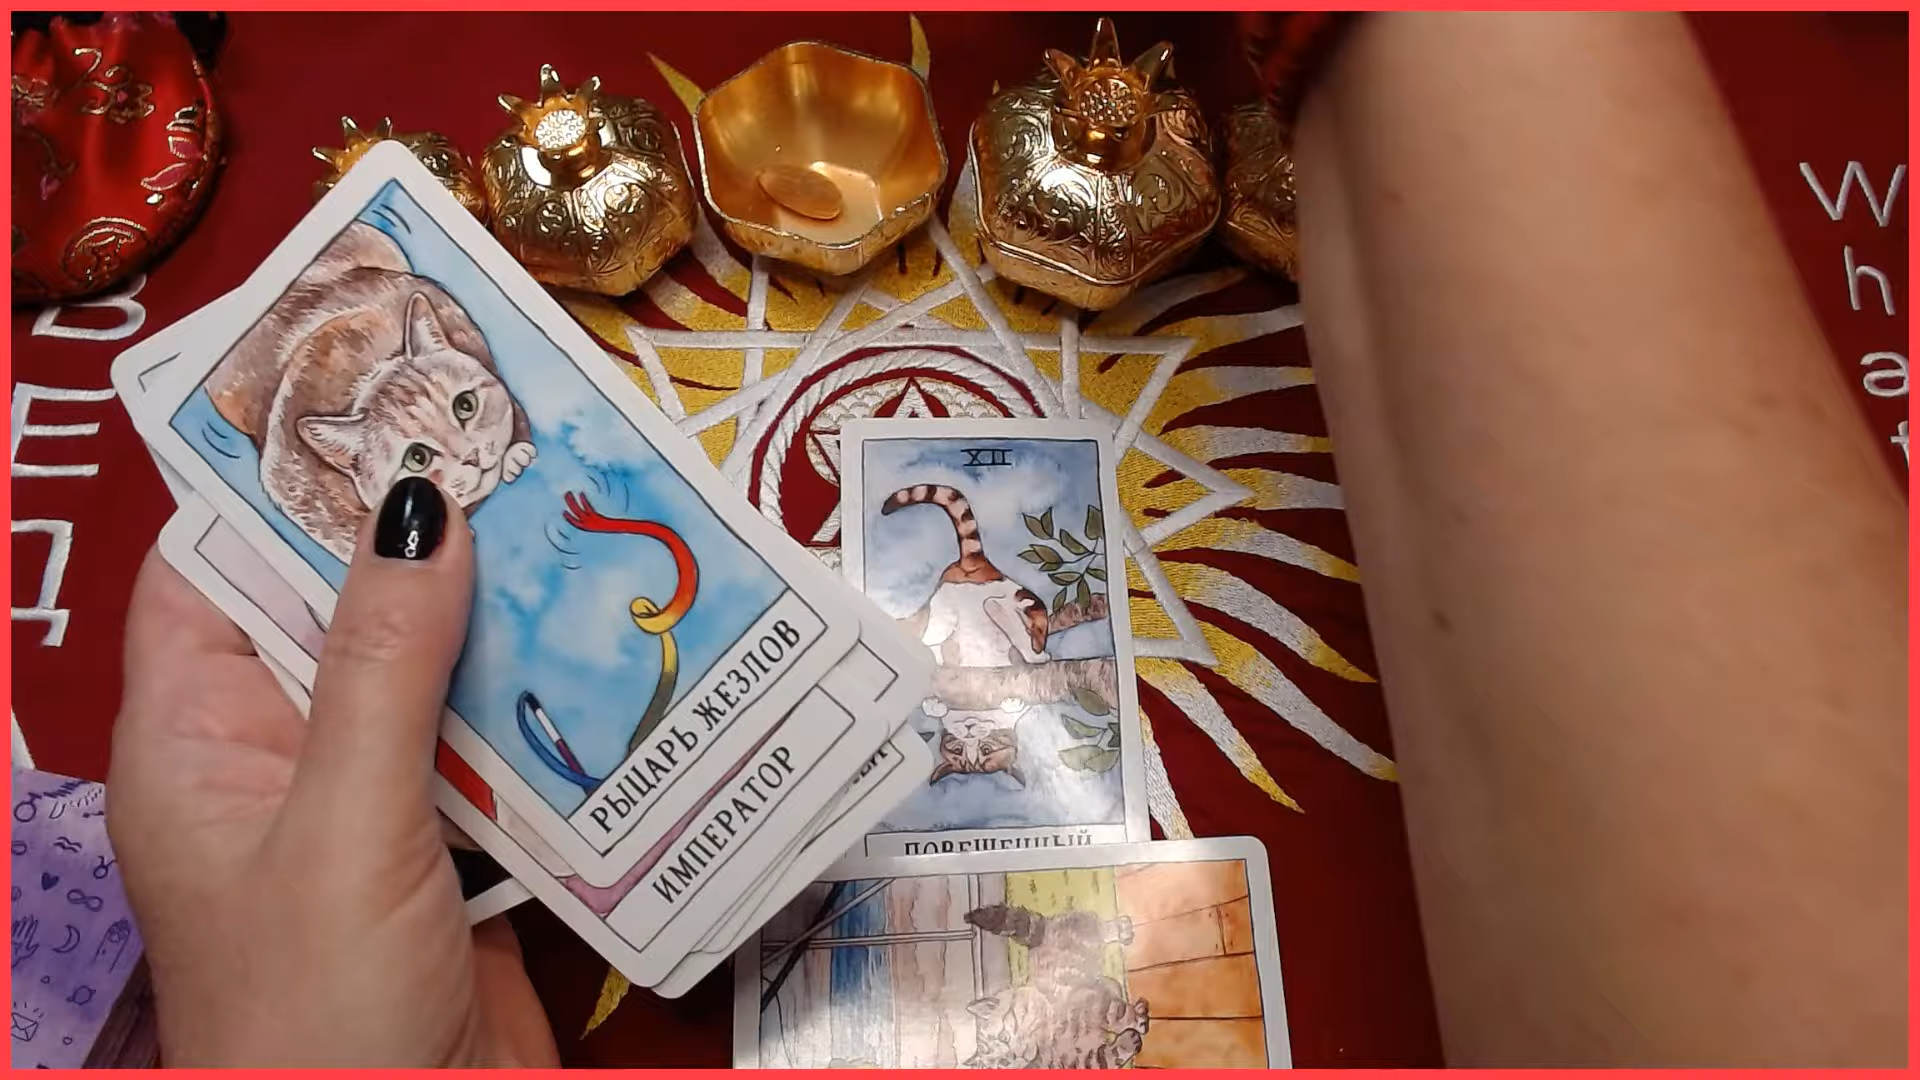 В
Е
Д
W
h
a
t
XII
РЫЦАРЬ ЖЕЗЛОВ
ИМПЕРАТОР
ПОВЕШЕННЫЙ